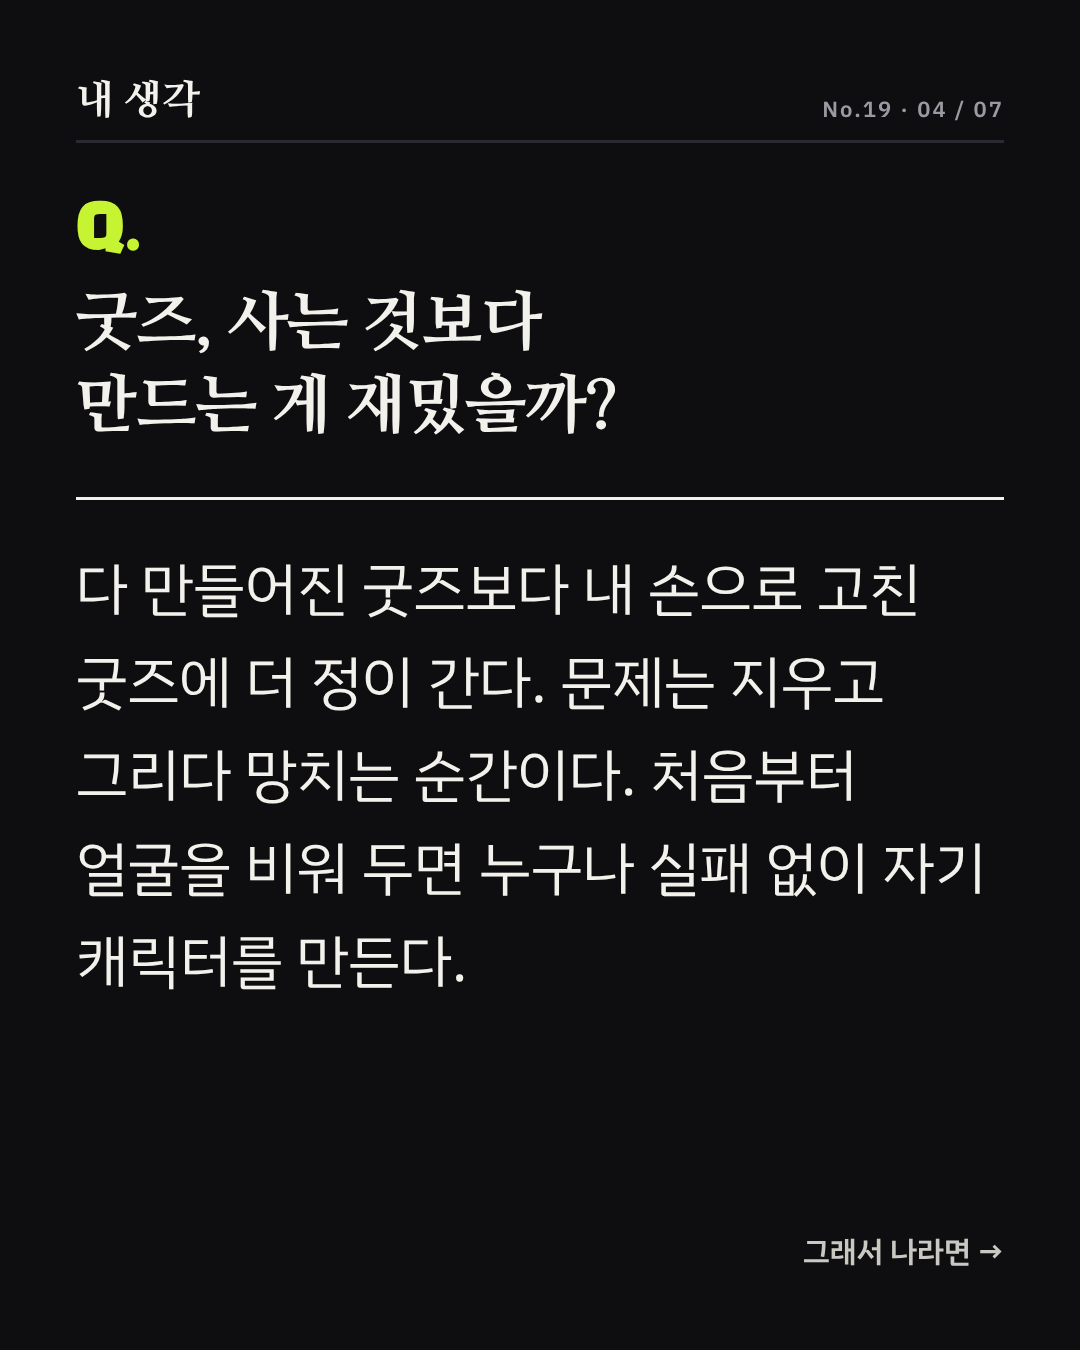 내 생각
No.19 · 04 / 07
Q.
굿즈, 사는 것보다
만드는 게 재밌을까?
다 만들어진 굿즈보다 내 손으로 고친
굿즈에 더 정이 간다. 문제는 지우고
그리다 망치는 순간이다. 처음부터
얼굴을 비워 두면 누구나 실패 없이 자기
캐릭터를 만든다.
그래서 나라면 →